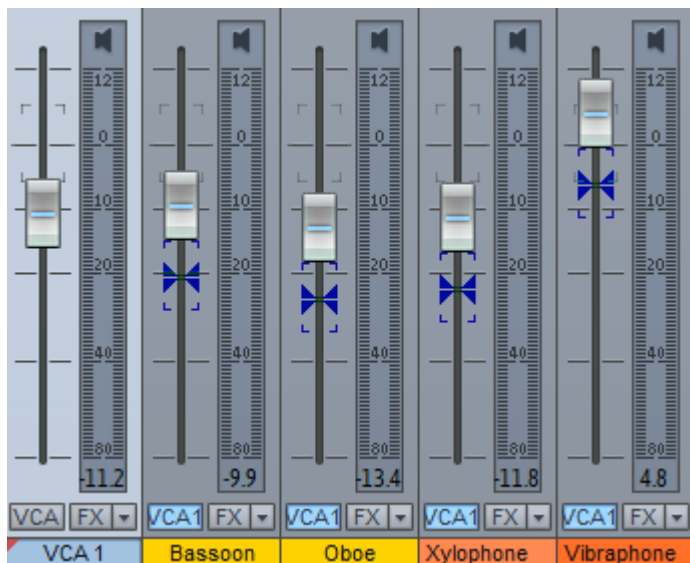 12 12 12 12 12
0 0 0 0 0
10 10 10 10 10
20 20 20 20 20
40 40 40 40 40
80 80 80 80 80
-11.2 -9.9 -13.4 -11.8 4.8
VCA FX VCA1 FX VCA1 FX VCA1 FX VCA1 FX
VCA 1 Bassoon Oboe Xylophone Vibraphone